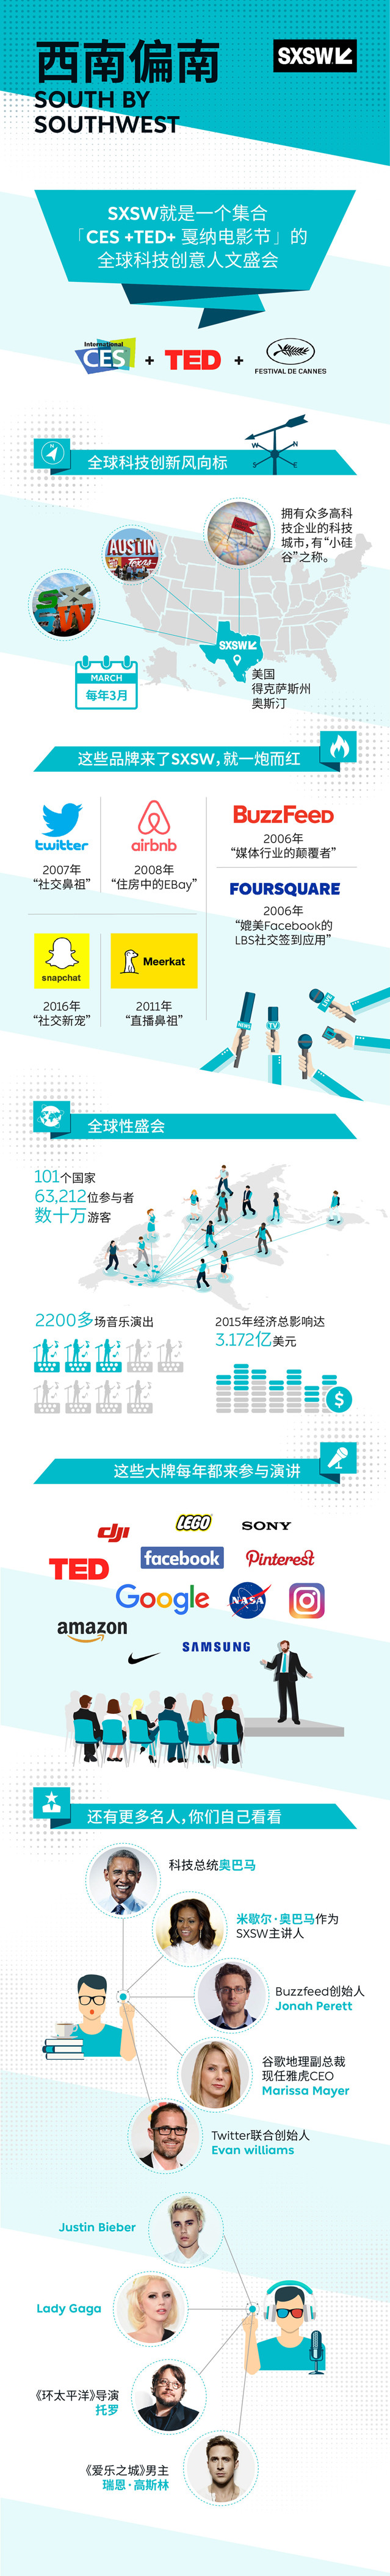 西南偏南
SXSW
SOUTH BY
SOUTHWEST
SXSW就是一个集合
「CES +TED+ 戛纳电影节」的
全球科技创意人文盛会
International
CES
+
TED
+
FESTIVAL DE CANNES
N
全球科技创新风向标
W
N
S
E
拥有众多高科
技企业的科技
城市，有“小硅
谷”之称。
AUSTIN
TEXAS
SXSW
SXSW
美国
得克萨斯州
奥斯汀
MARCH
每年3月
这些品牌来了SXSW，就一炮而红
twitter
2007年
“社交鼻祖”
airbnb
2008年
“住房中的EBay”
BuzzFeed
2006年
“媒体行业的颠覆者”
FOURSQUARE
2006年
“媲美Facebook的
LBS社交签到应用”
snapchat
2016年
“社交新宠”
Meerkat
2011年
“直播鼻祖”
NEWS
TV
LIVE
全球性盛会
101个国家
63,212位参与者
数十万游客
2200多场音乐演出
2015年经济总影响达
3.172亿美元
$
这些大牌每年都来参与演讲
dji
LEGO
SONY
TED
facebook
Pinterest
Google
NASA
amazon
SAMSUNG
还有更多名人，你们自己看看
科技总统奥巴马
米歇尔·奥巴马作为
SXSW主讲人
Buzzfeed创始人
Jonah Perett
谷歌地理副总裁
现任雅虎CEO
Marissa Mayer
Twitter联合创始人
Evan williams
Justin Bieber
Lady Gaga
《环太平洋》导演
托罗
《爱乐之城》男主
瑞恩·高斯林